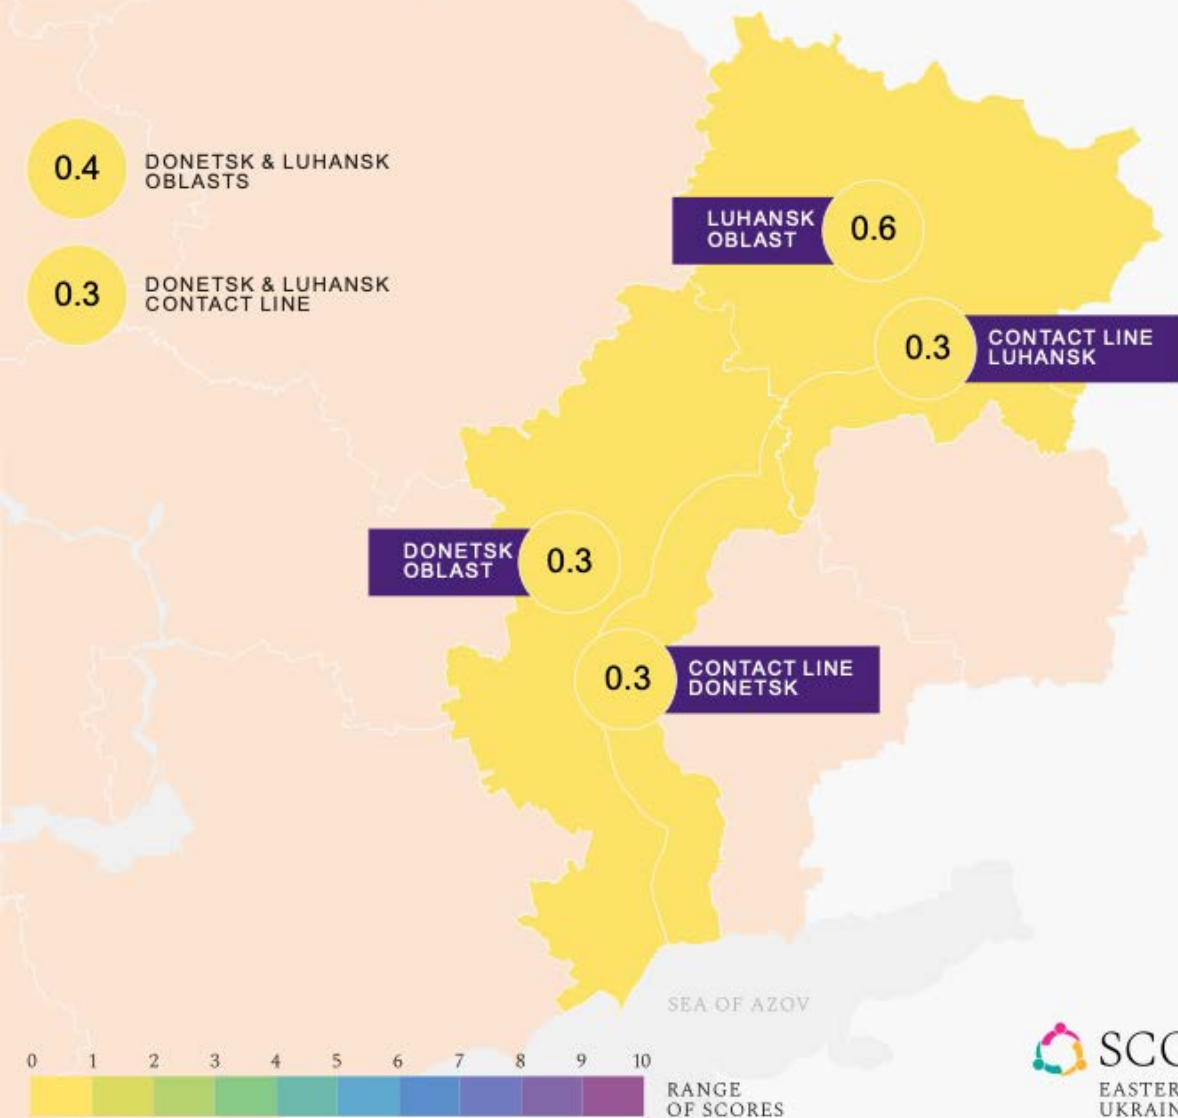 0.4
DONETSK & LUHANSK
OBLASTS
0.3
DONETSK & LUHANSK
CONTACT LINE
LUHANSK
OBLAST
0.6
0.3
CONTACT LINE
LUHANSK
DONETSK
OBLAST
0.3
0.3
CONTACT LINE
DONETSK
SEA OF AZOV
0 1 2 3 4 5 6 7 8 9 10
RANGE
OF SCORES
EASTER
UKRAIN